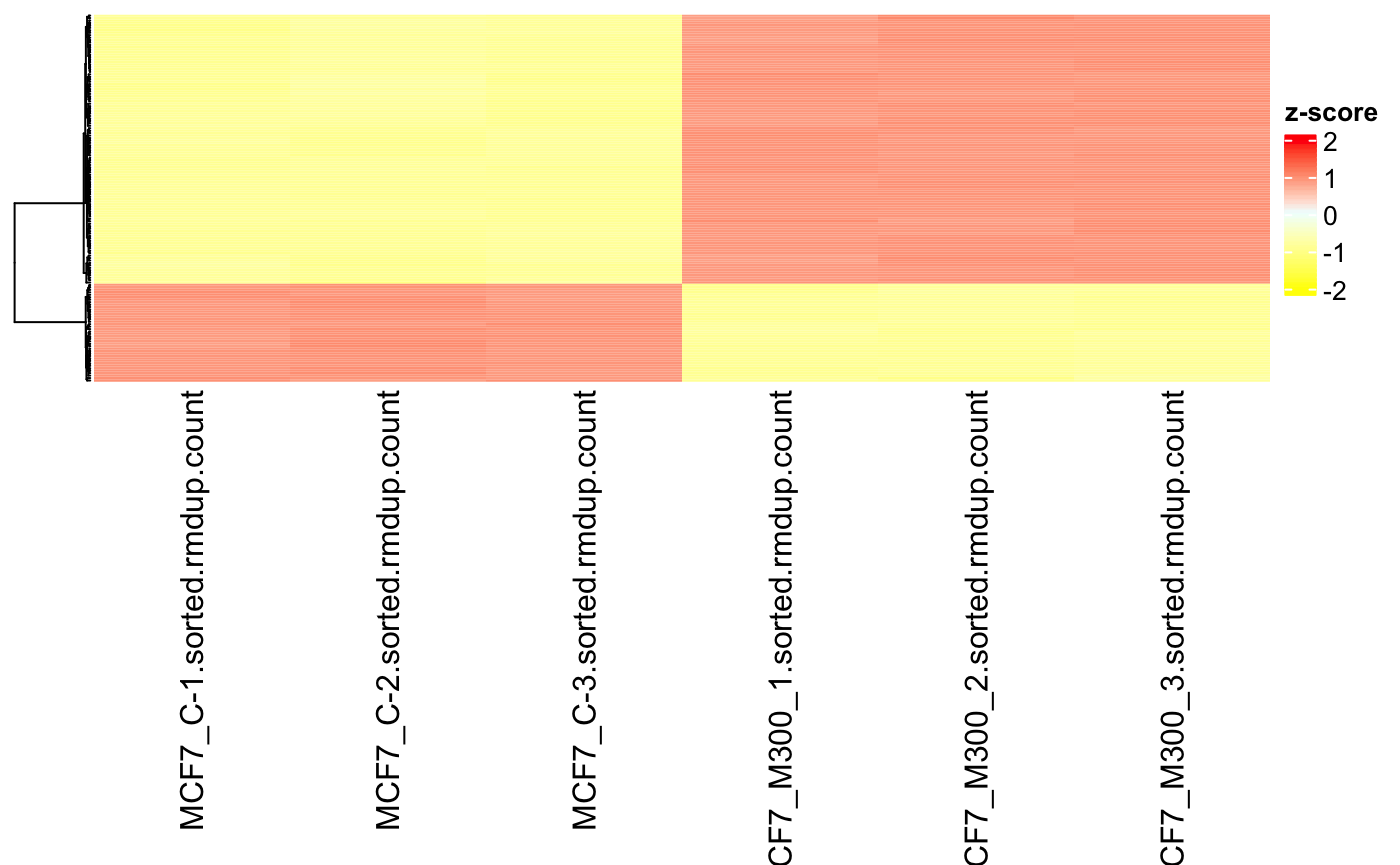 z-score
2
1
0
-1
-2
MCF7_C-1.sorted.rmdup.count
MCF7_C-2.sorted.rmdup.count
MCF7_C-3.sorted.rmdup.count
CF7_M300_1.sorted.rmdup.count
CF7_M300_2.sorted.rmdup.count
CF7_M300_3.sorted.rmdup.count